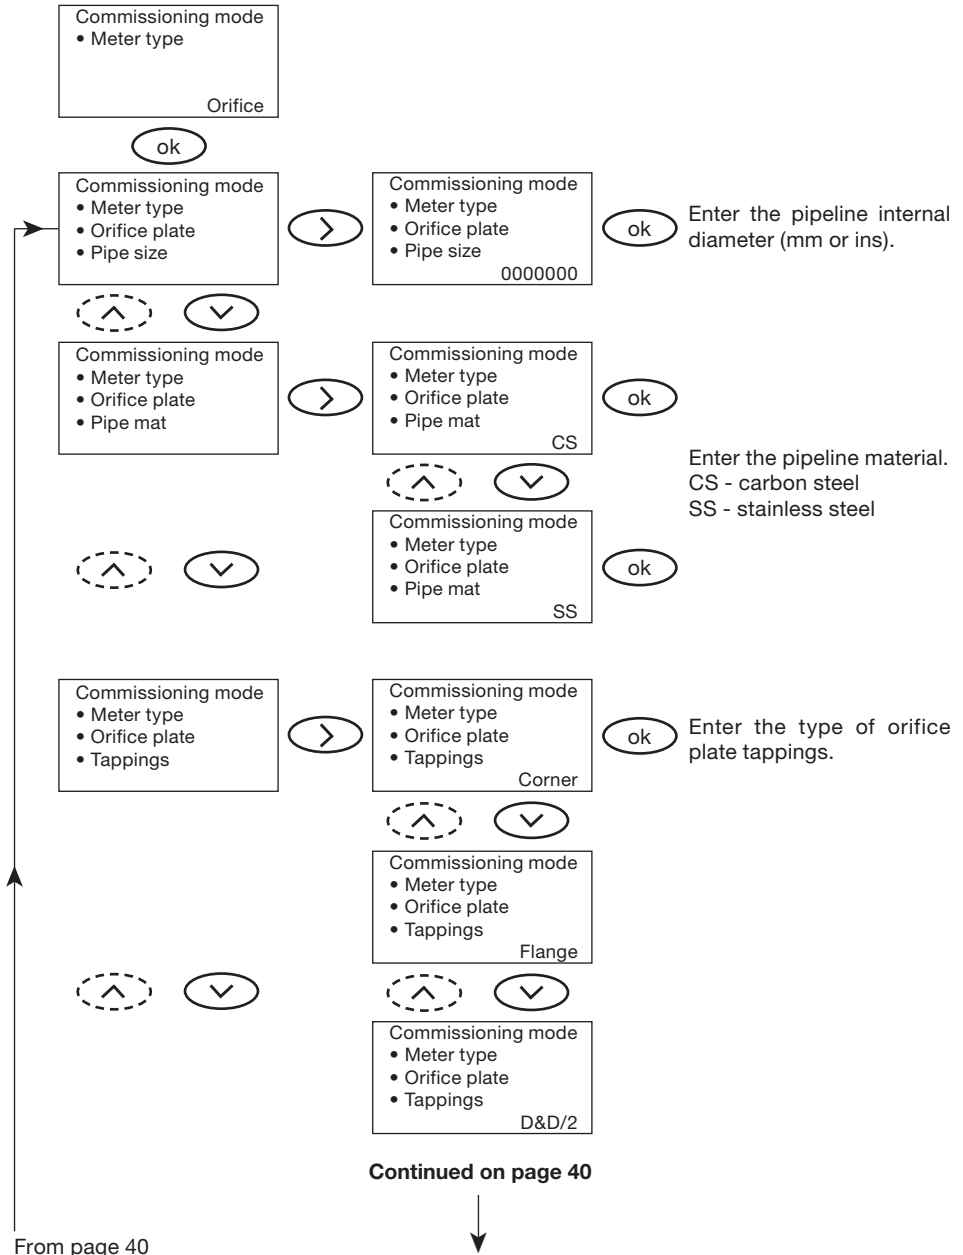 Commissioning mode
• Meter type
Orifice
ok
Commissioning mode
• Meter type
• Orifice plate
• Pipe size
Commissioning mode
• Meter type
• Orifice plate
• Pipe size
0000000
ok
Enter the pipeline internal
diameter (mm or ins).
Commissioning mode
• Meter type
• Orifice plate
• Pipe mat
Commissioning mode
• Meter type
• Orifice plate
• Pipe mat
CS
ok
Enter the pipeline material.
CS - carbon steel
SS - stainless steel
Commissioning mode
• Meter type
• Orifice plate
• Pipe mat
SS
ok
Commissioning mode
• Meter type
• Orifice plate
• Tappings
Commissioning mode
• Meter type
• Orifice plate
• Tappings
Corner
ok
Enter the type of orifice
plate tappings.
Commissioning mode
• Meter type
• Orifice plate
• Tappings
Flange
Commissioning mode
• Meter type
• Orifice plate
• Tappings
D&D/2
Continued on page 40
From page 40